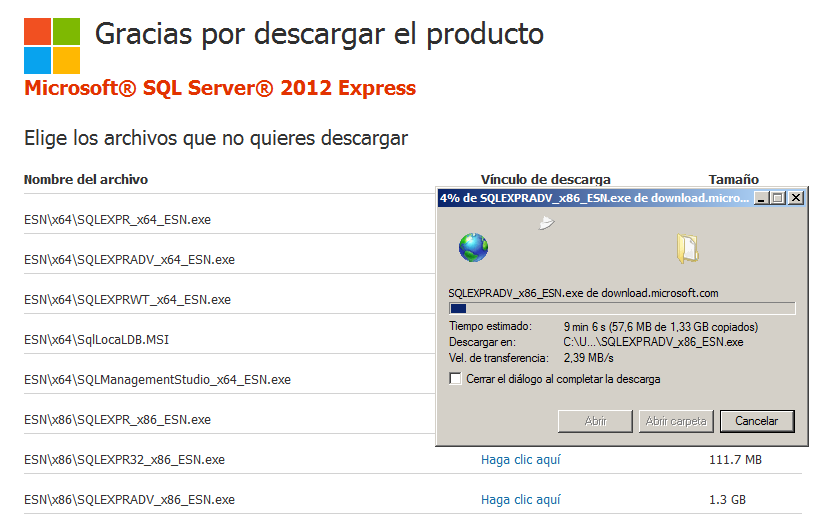 Gracias por descargar el producto
Microsoft® SQL Server® 2012 Express
Elige los archivos que no quieres descargar
Nombre del archivo Vínculo de descarga Tamaño
ESN\x64\SQLEXPR_x64_ESN.exe
ESN\x64\SQLEXPRADV_x64_ESN.exe
ESN\x64\SQLEXPRWT_x64_ESN.exe
ESN\x64\SqlLocaLDB.MSI
ESN\x64\SQLManagementStudio_x64_ESN.exe
ESN\x86\SQLEXPR_x86_ESN.exe
ESN\x86\SQLEXPR32_x86_ESN.exe Haga clic aquí 111.7 MB
ESN\x86\SQLEXPRADV_x86_ESN.exe Haga clic aquí 1.3 GB
4% de SQLEXPRADV_x86_ESN.exe de download.micro...
SQLEXPRADV_x86_ESN.exe de download.microsoft.com
Tiempo estimado: 9 min 6 s (57,6 MB de 1,33 GB copiados)
Descargar en: C:\U...\SQLEXPRADV_x86_ESN.exe
Vel. de transferencia: 2,39 MB/s
Cerrar el diálogo al completar la descarga
Abrir Abrir carpeta Cancelar